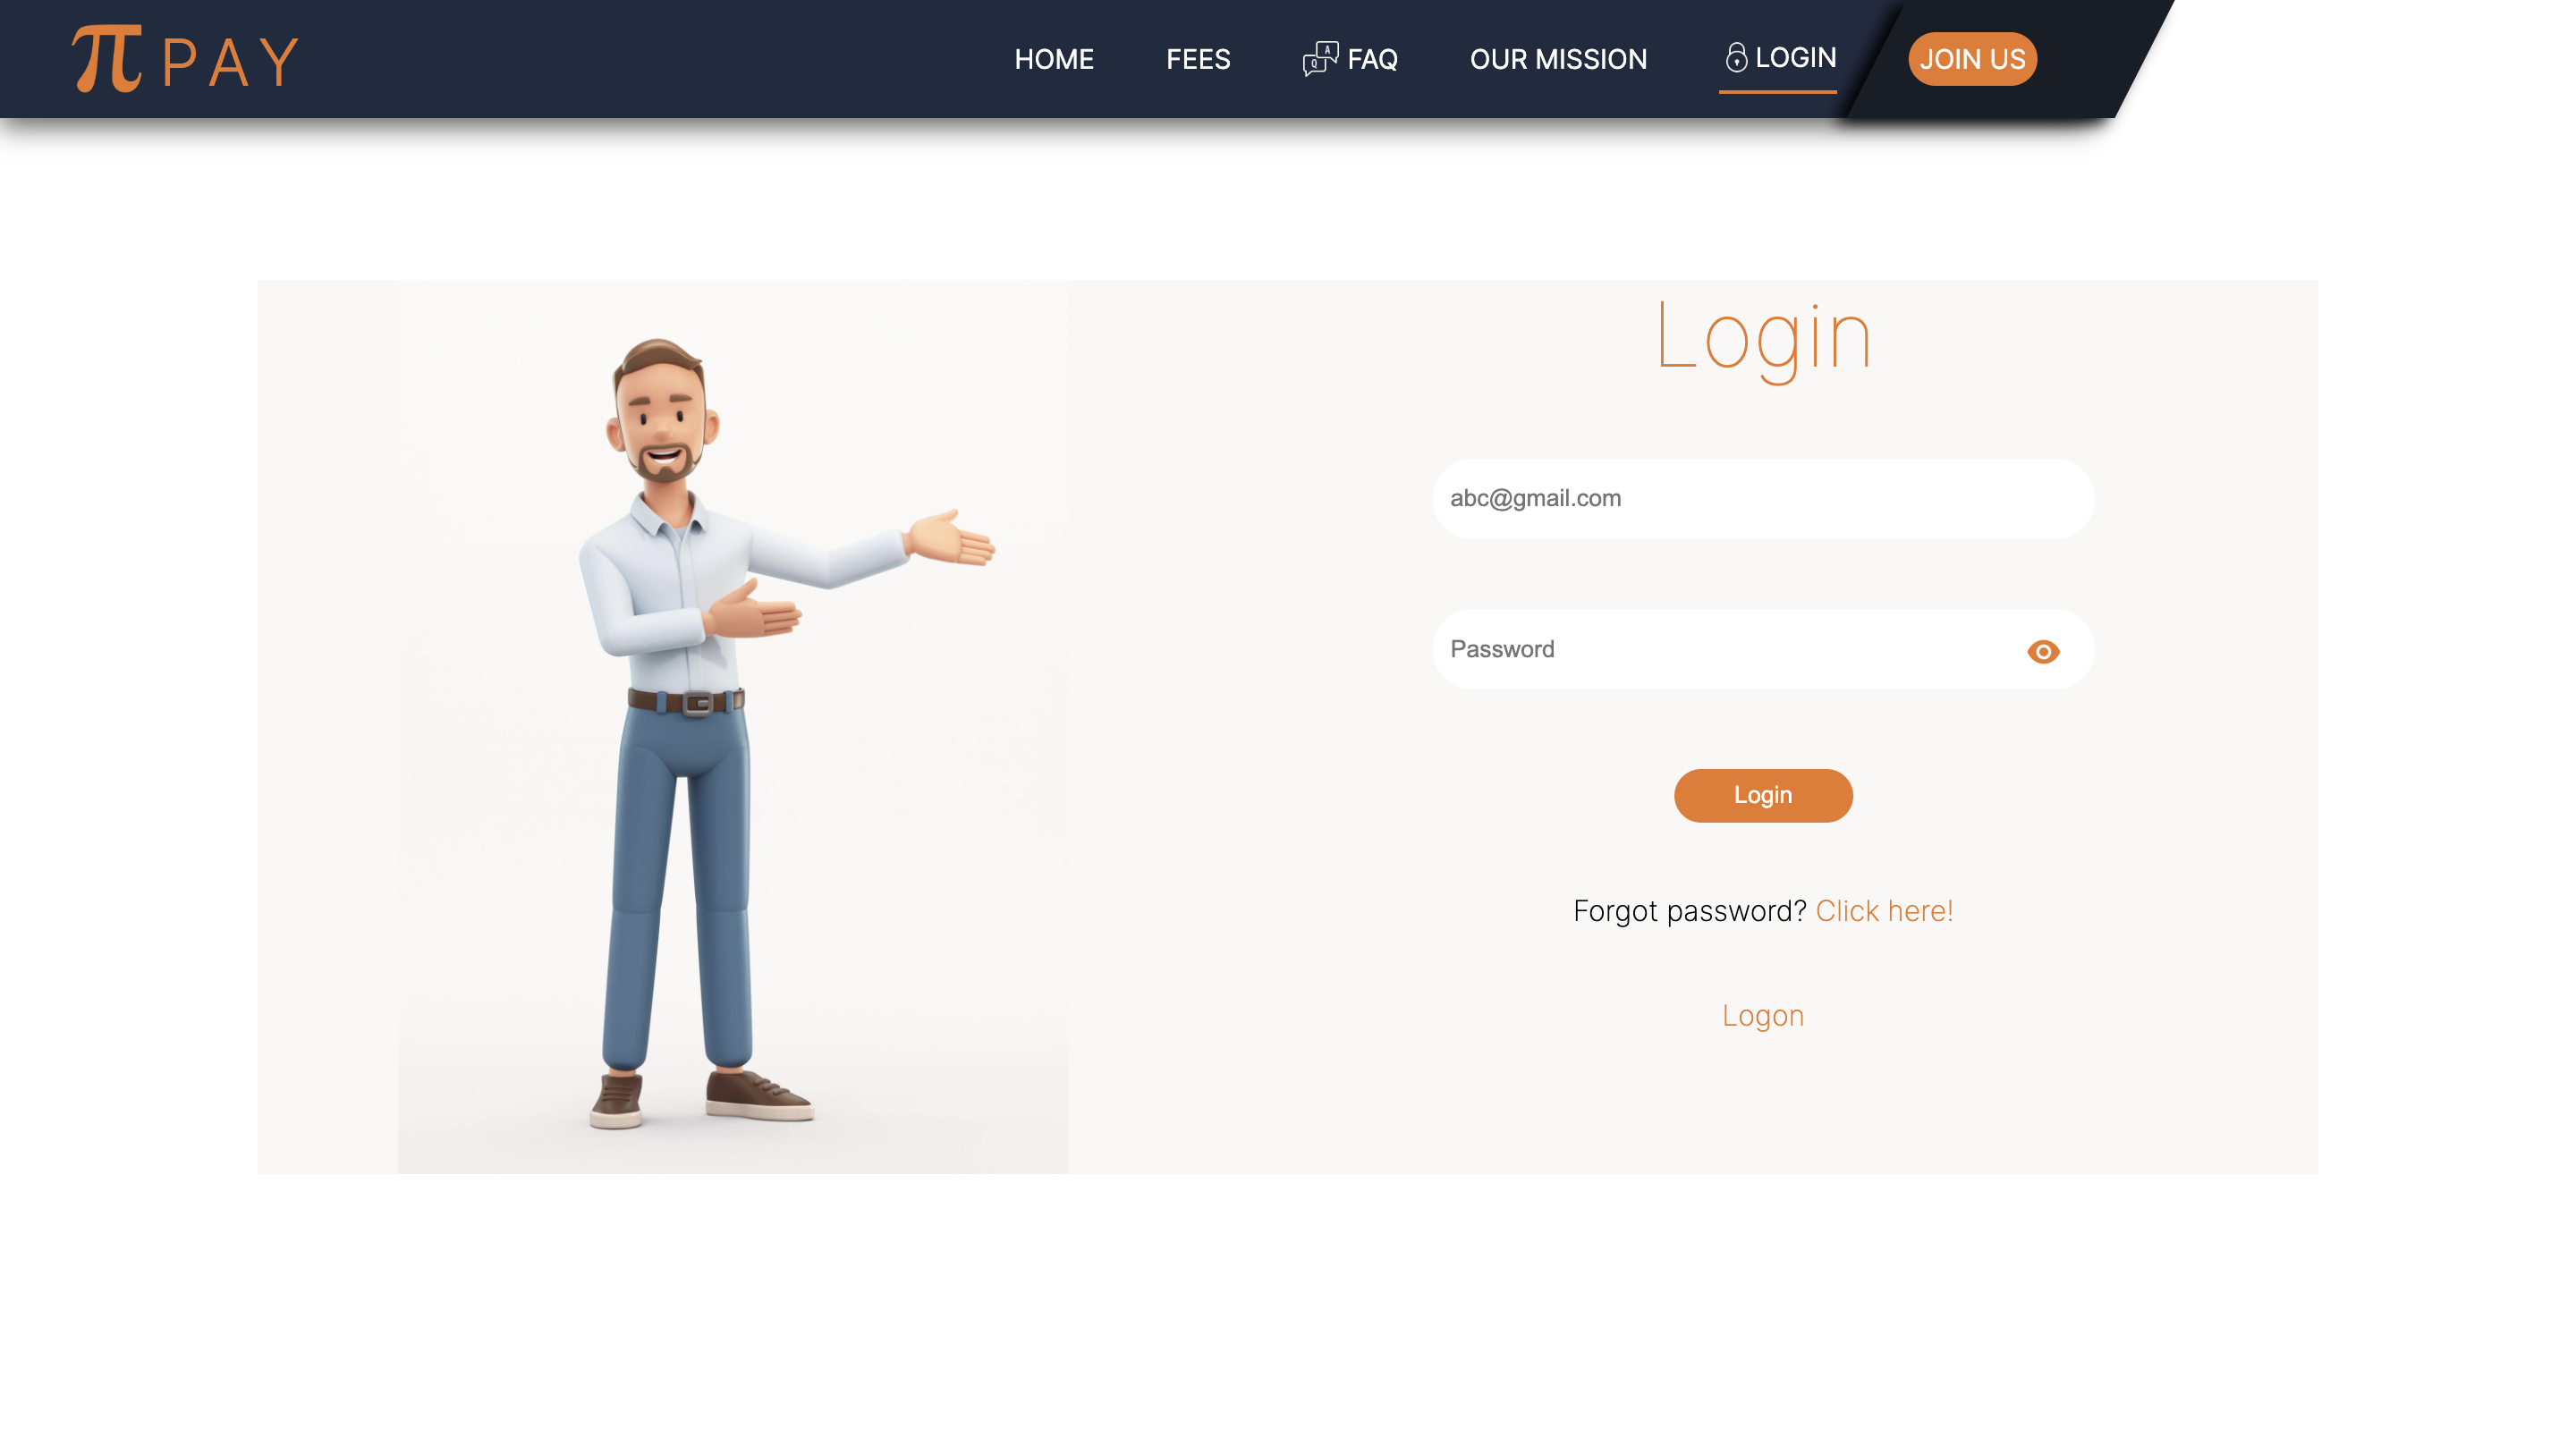 π PAY
HOME FEES FAQ OUR MISSION LOGIN JOIN US
Login
abc@gmail.com
Password
Login
Forgot password? Click here!
Logon